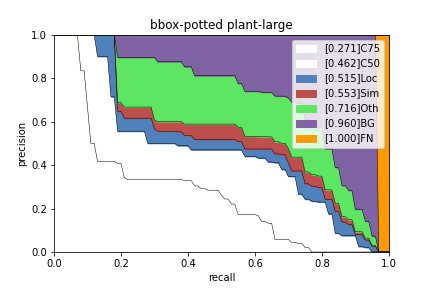 bbox-potted plant-large
[0.271]C75
[0.462]C50
[0.515]Loc
[0.553]Sim
[0.716]Oth
[0.960]BG
[1.000]FN
precision
1.0
0.8
0.6
0.4
0.2
0.0
0.0 0.2 0.4 0.6 0.8 1.0
recall